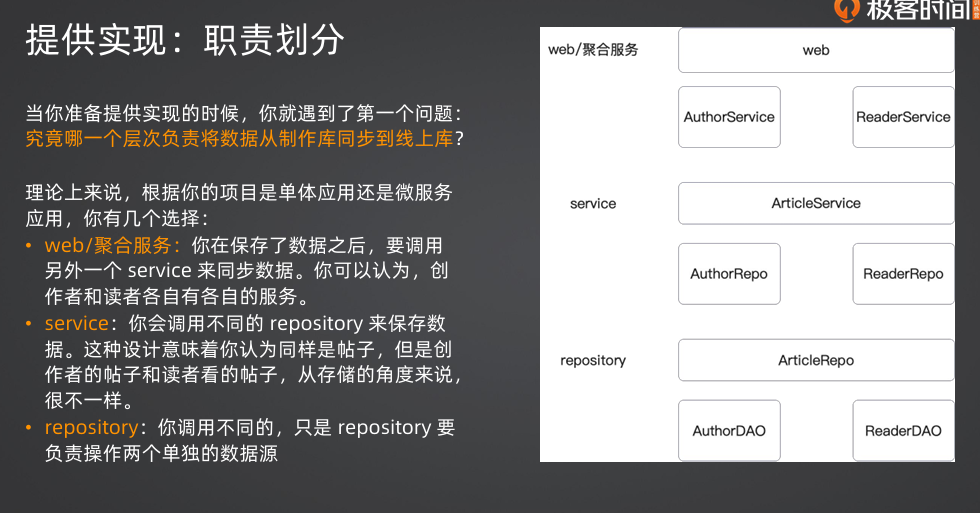 极客时间
提供实现：职责划分
当你准备提供实现的时候，你就遇到了第一个问题：
究竟哪一个层次负责将数据从制作库同步到线上库？
理论上来说，根据你的项目是单体应用还是微服务
应用，你有几个选择：
• web/聚合服务：你在保存了数据之后，要调用
另外一个 service 来同步数据。你可以认为，创
作者和读者各自有各自的服务。
• service：你会调用不同的 repository 来保存数
据。这种设计意味着你认为同样是帖子，但是创
作者的帖子和读者看的帖子，从存储的角度来说，
很不一样。
• repository：你调用不同的，只是 repository 要
负责操作两个单独的数据源
web/聚合服务
web
AuthorService
ReaderService
service
ArticleService
AuthorRepo
ReaderRepo
repository
ArticleRepo
AuthorDAO
ReaderDAO